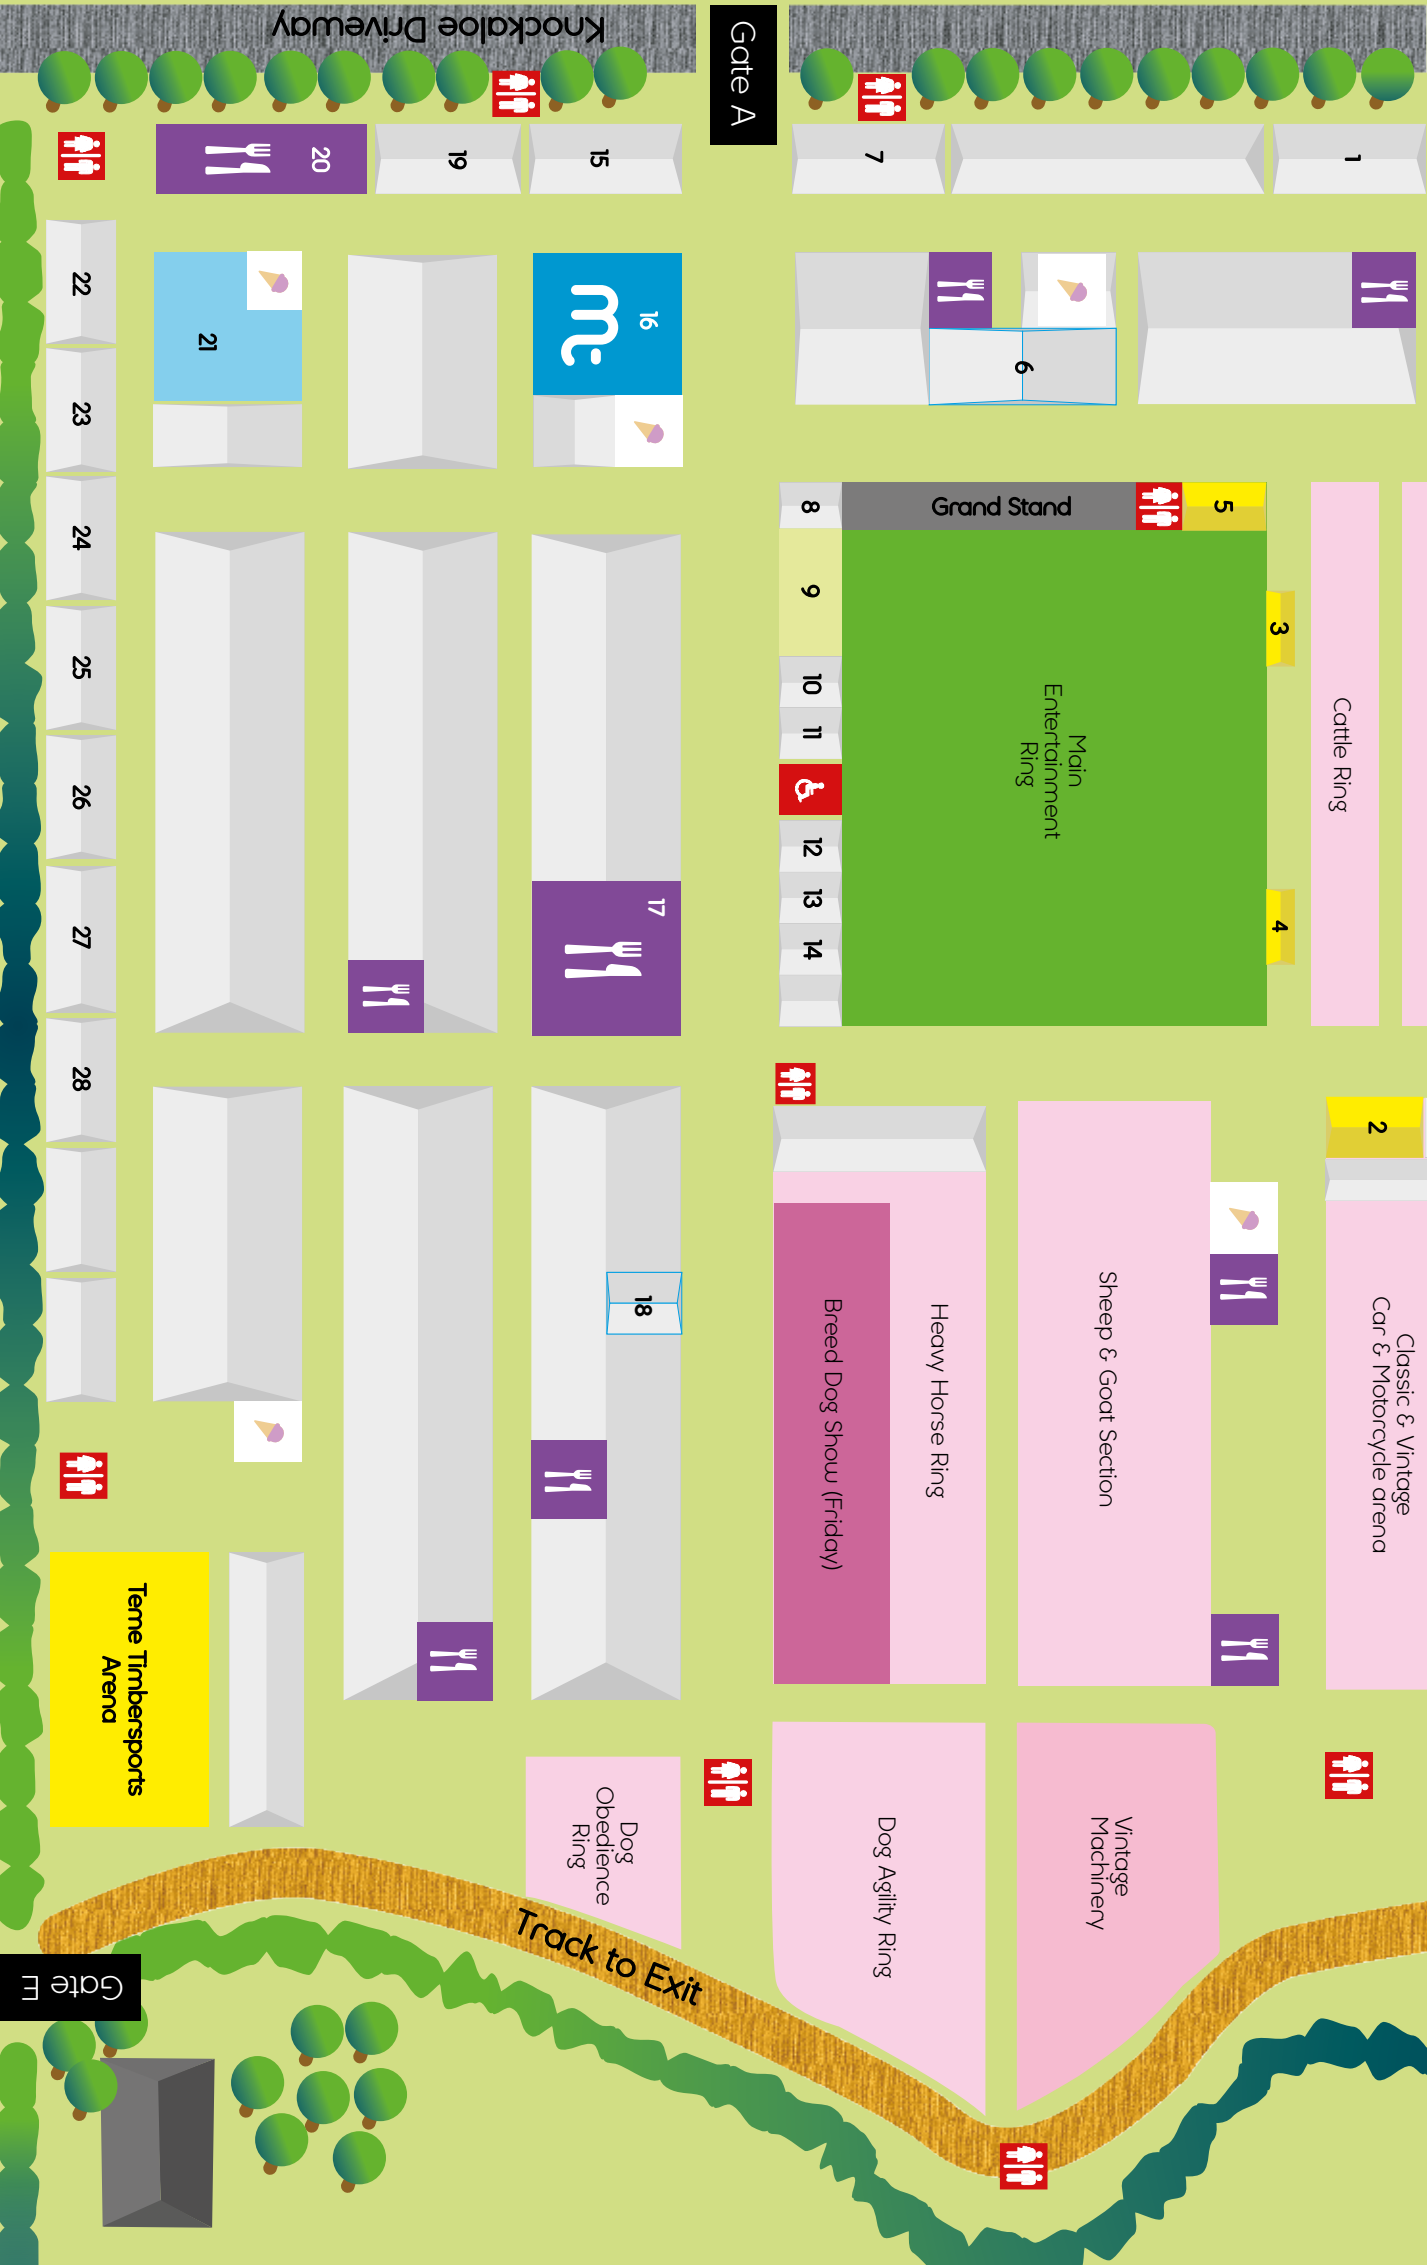 Knockaloe Driveway
Gate A
20
19
15
7
1
22
21
16
mt
6
23
24
8
Grand Stand
5
9
3
25
10
11
Main
Entertainment
Ring
Cattle Ring
26
12
13
14
4
27
17
28
2
18
Breed Dog Show (Friday)
Heavy Horse Ring
Sheep & Goat Section
Classic & Vintage
Car & Motorcycle arena
Teme Timbersports
Arena
Dog
Obedience
Ring
Dog Agility Ring
Vintage
Machinery
Track to Exit
Gate E